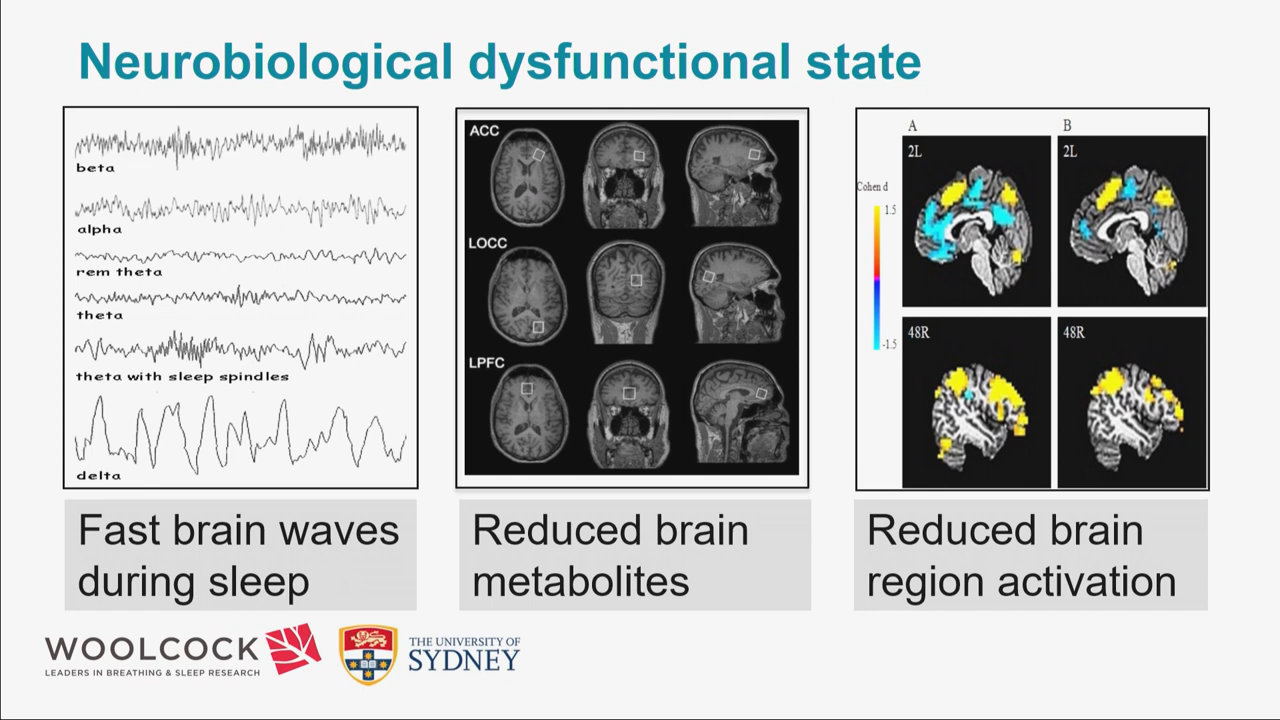 Neurobiological dysfunctional state
beta
alpha
rem theta
theta
theta with sleep spindles
delta
Fast brain waves
during sleep
ACC
LOCC
LPFC
Reduced brain
metabolites
A
B
2L
2L
Cohen d
1.5
-1.5
48R
48R
Reduced brain
region activation
WOOLCOCK
LEADERS IN BREATHING & SLEEP RESEARCH
THE UNIVERSITY OF
SYDNEY